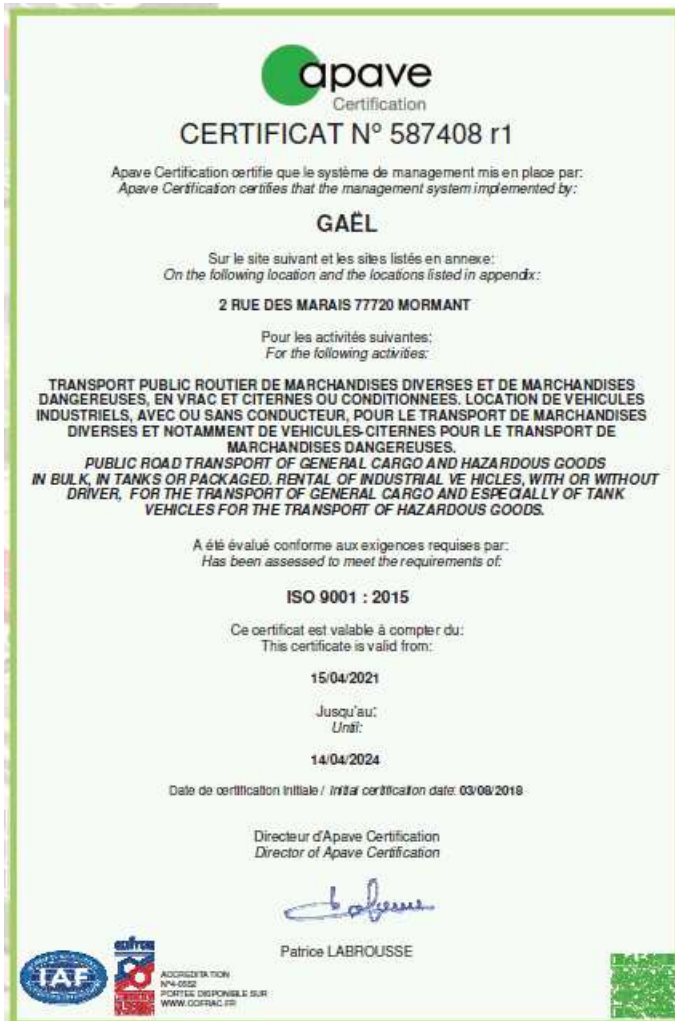 apave
Certification
CERTIFICAT N° 587408 r1
Apave Certification certifie que le système de management mis en place par:
Apave Certification certifies that the management system implemented by:
GAËL
Sur le site suivant et les sites listés en annexe:
On the following location and the locations listed in appendix:
2 RUE DES MARAIS 77720 MORMANT
Pour les activités suivantes:
For the following activities:
TRANSPORT PUBLIC ROUTIER DE MARCHANDISES DIVERSES ET DE MARCHANDISES
DANGEREUSES, EN VRAC ET CITERNES OU CONDITIONNEES. LOCATION DE VEHICULES
INDUSTRIELS, AVEC OU SANS CONDUCTEUR, POUR LE TRANSPORT DE MARCHANDISES
DIVERSES ET NOTAMMENT DE VEHICULES-CITERNES POUR LE TRANSPORT DE
MARCHANDISES DANGEREUSES.
PUBLIC ROAD TRANSPORT OF GENERAL CARGO AND HAZARDOUS GOODS
IN BULK, IN TANKS OR PACKAGED. RENTAL OF INDUSTRIAL VE HICLES, WITH OR WITHOUT
DRIVER, FOR THE TRANSPORT OF GENERAL CARGO AND ESPECIALLY OF TANK
VEHICLES FOR THE TRANSPORT OF HAZARDOUS GOODS.
A été évalué conforme aux exigences requises par:
Has been assessed to meet the requirements of:
ISO 9001 : 2015
Ce certificat est valable à compter du:
This certificate is valid from:
15/04/2021
Jusqu'au:
Until:
14/04/2024
Date de certification initiale / Initial certification date: 03/08/2018
Directeur d'Apave Certification
Director of Apave Certification
Patrice LABROUSSE
IAF
cofrac
ACCREDITATION
N°4-0552
PORTEE DISPONIBLE SUR
WWW.COFRAC.FR